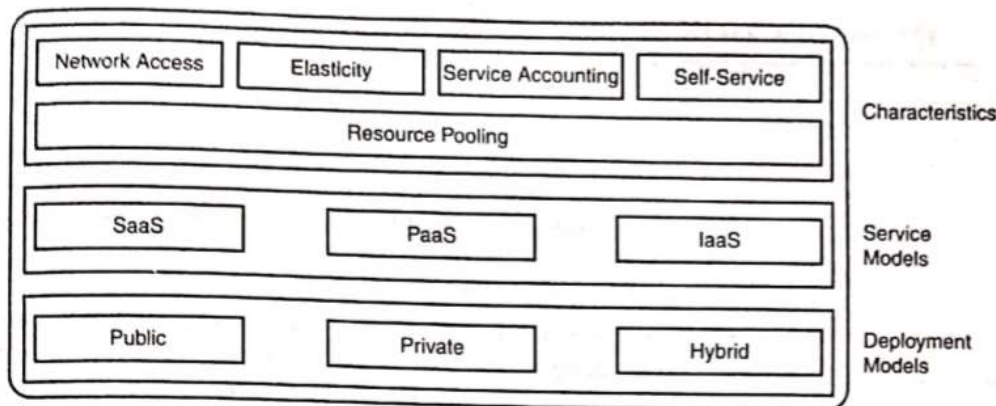 Network Access
Elasticity
Service Accounting
Self-Service
Resource Pooling
Characteristics
SaaS
PaaS
IaaS
Service
Models
Public
Private
Hybrid
Deployment
Models